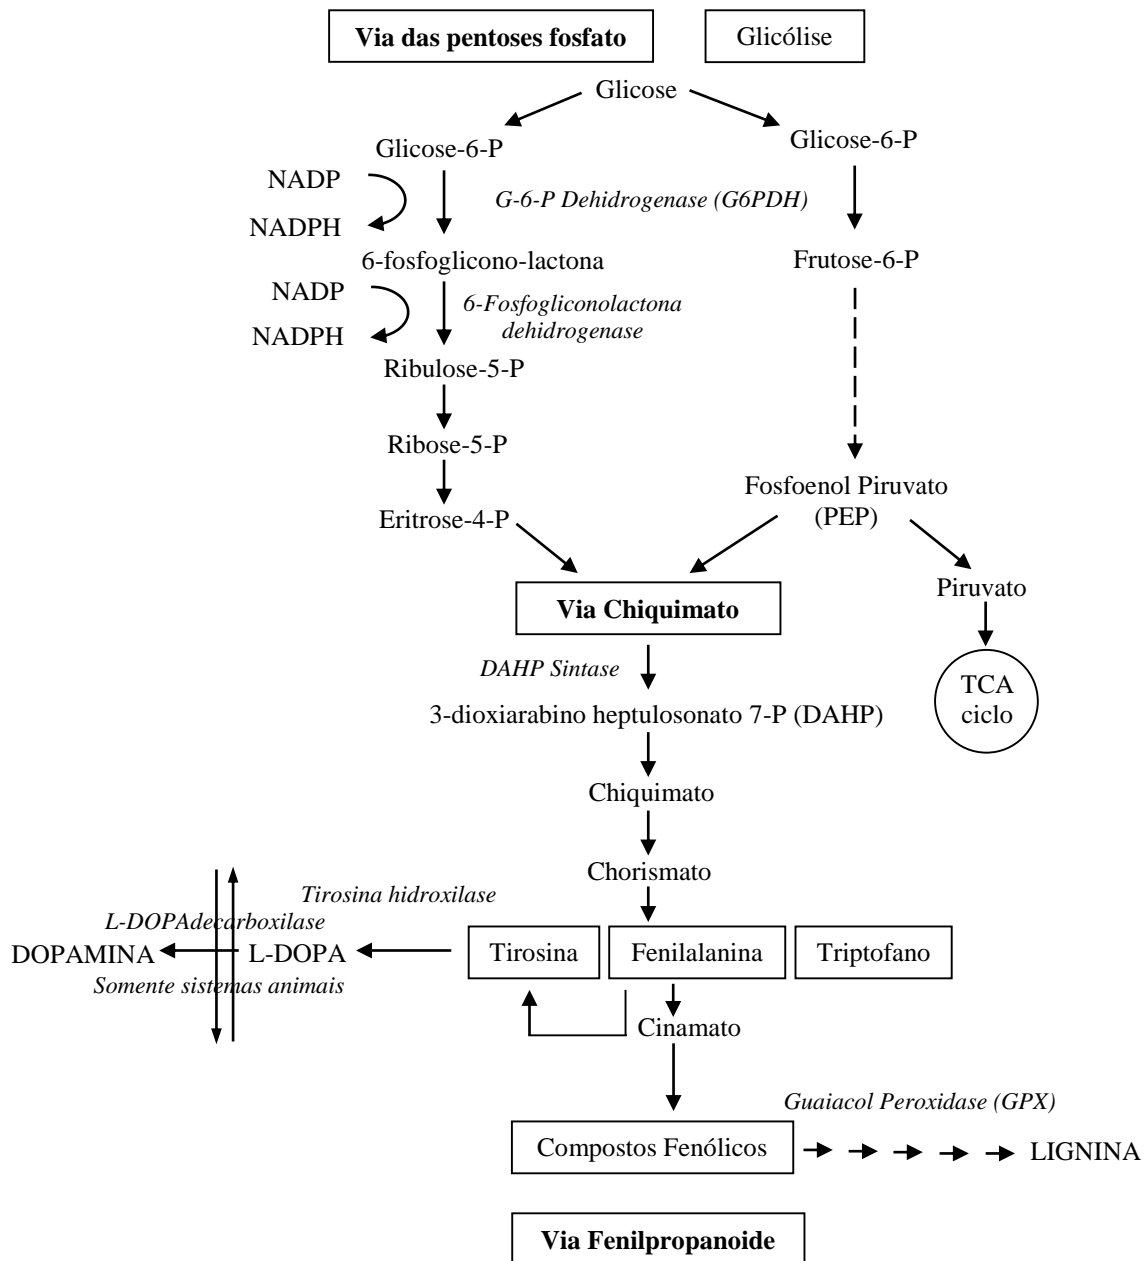 Via das pentoses fosfato
Glicólise
Glicose
Glicose-6-P
Glicose-6-P
NADP
G-6-P Dehidrogenase (G6PDH)
NADPH
6-fosfoglicono-lactona
Frutose-6-P
NADP
6-Fosfogliconolactona
dehidrogenase
NADPH
Ribulose-5-P
Ribose-5-P
Fosfoenol Piruvato
(PEP)
Eritrose-4-P
Piruvato
Via Chiquimato
DAHP Sintase
TCA
ciclo
3-dioxiarabino heptulosonato 7-P (DAHP)
Chiquimato
Chorismato
Tirosina hidroxilase
L-DOPAdecarboxilase
DOPAMINA
L-DOPA
Tirosina
Fenilalanina
Triptofano
Somente sistemas animais
Cinamato
Guaiacol Peroxidase (GPX)
Compostos Fenólicos
LIGNINA
Via Fenilpropanoide